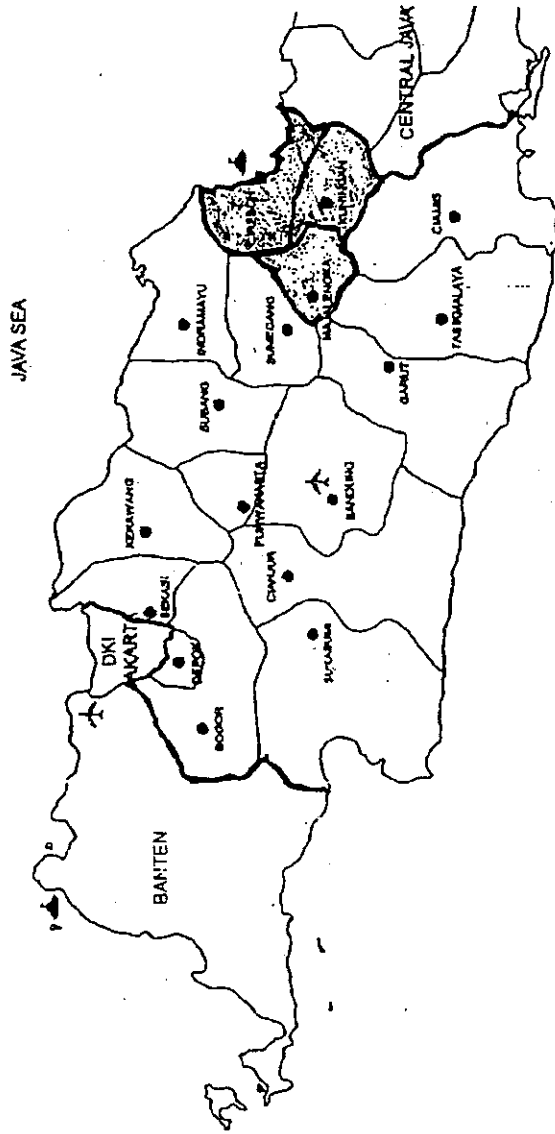 JAVA SEA
CENTRAL JAVA
BANTEN
DKI
JAKARTA
BEKASI
DEPOK
BOGOR
KERAWANG
SUBANG
INDRAMAYU
PURWAKARTA
SUMEDANG
CIANJUR
BANDUNG
SUKABUMI
GARUT
TASIKMALAYA
CIAMIS
MAJALENGKA
KUNINGAN